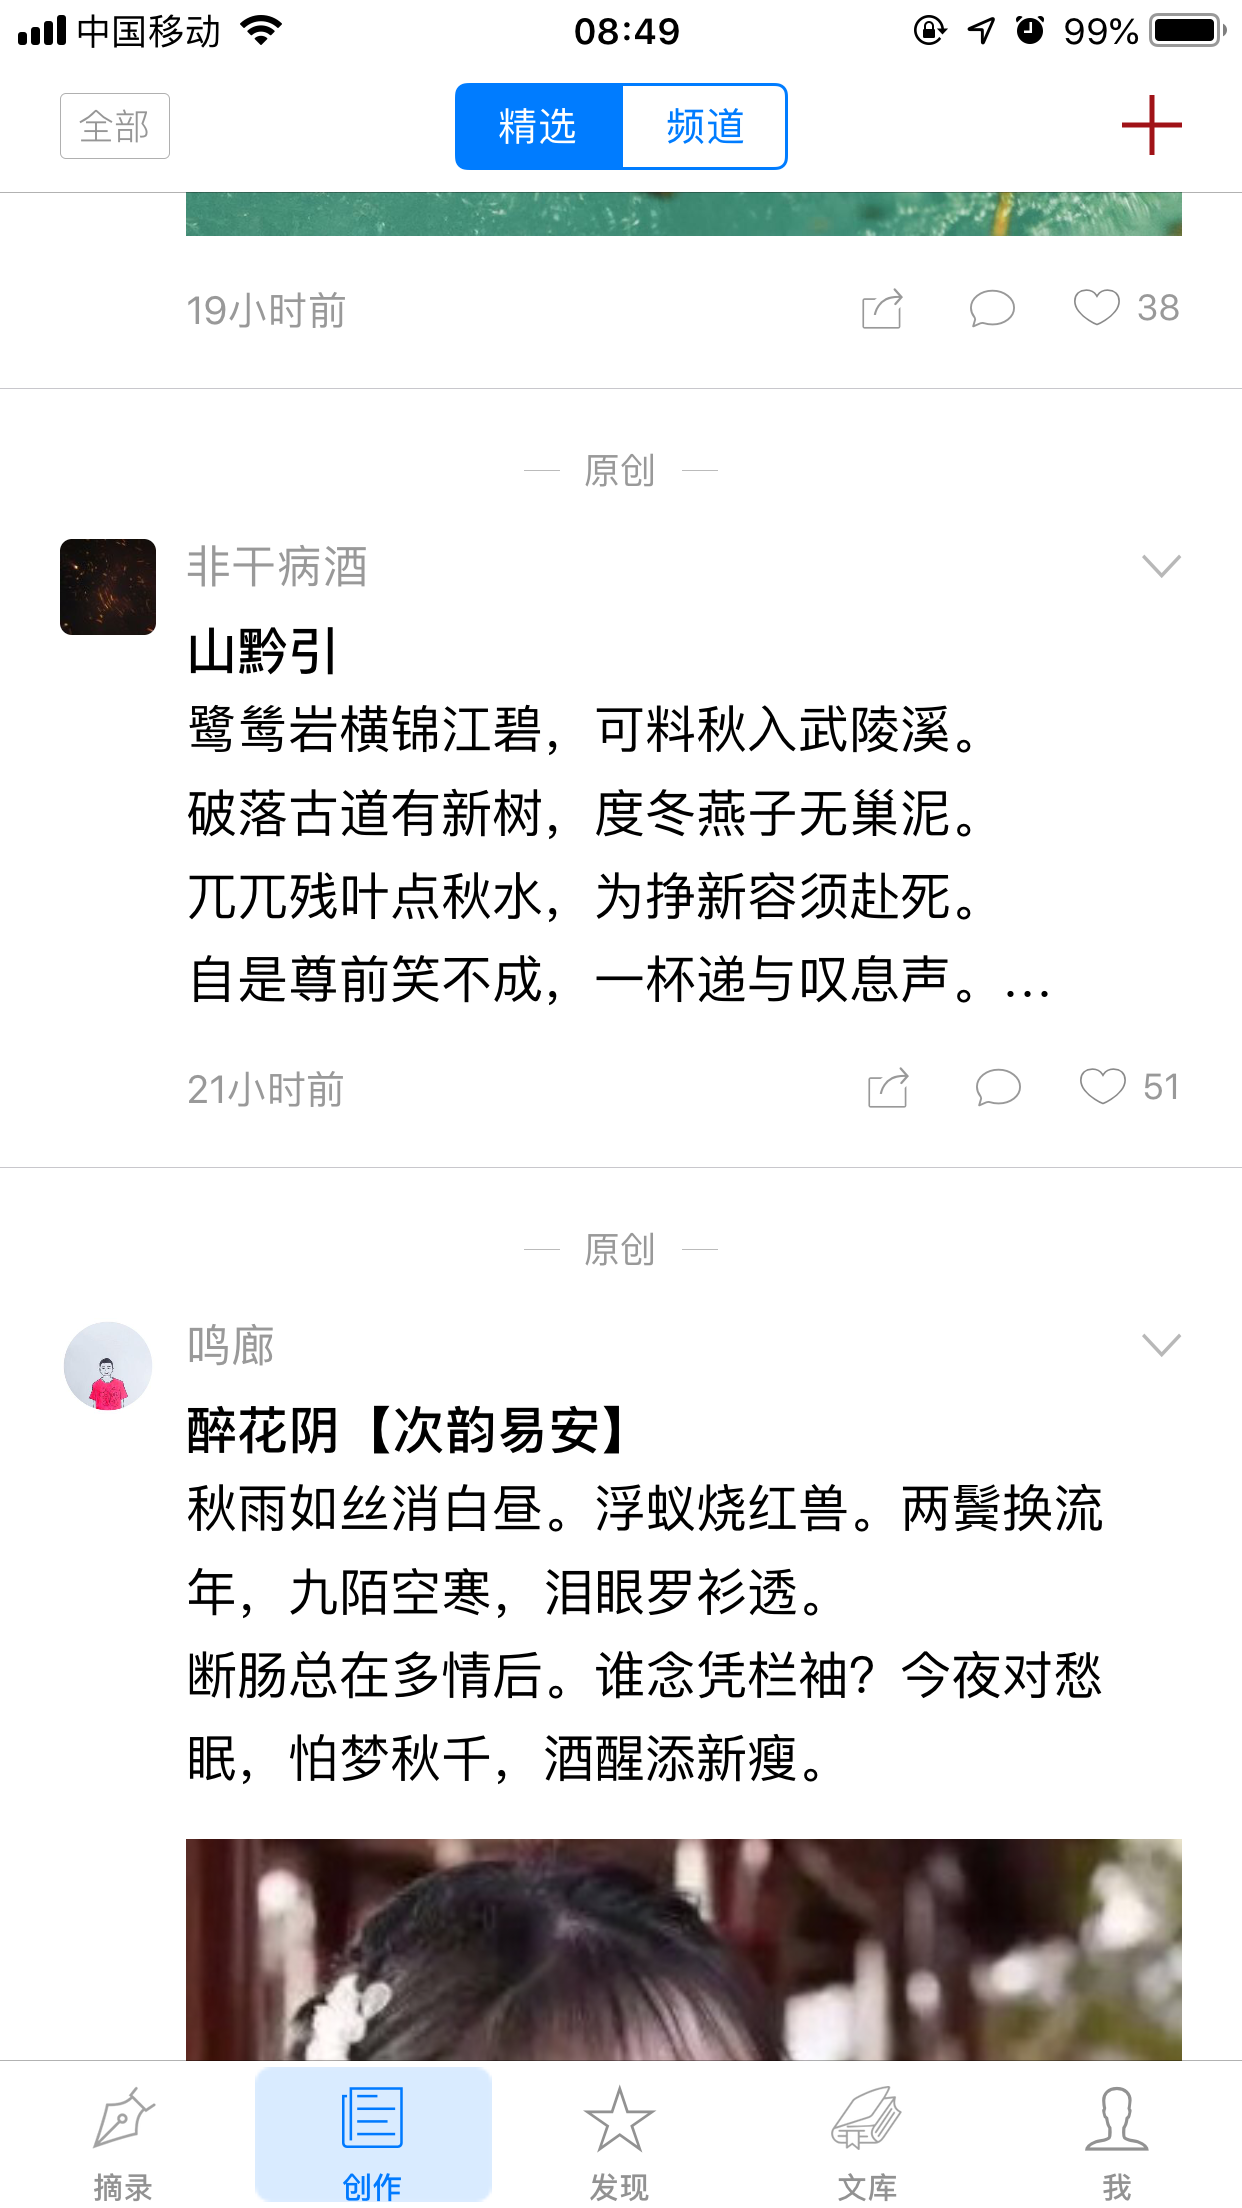 中国移动
08:49
99%
全部
精选
频道
19小时前
38
原创
非干病酒
山黔引
鹭鸶岩横锦江碧，可料秋入武陵溪。
破落古道有新树，度冬燕子无巢泥。
兀兀残叶点秋水，为挣新容须赴死。
自是尊前笑不成，一杯递与叹息声。...
21小时前
51
原创
鸣廊
醉花阴【次韵易安】
秋雨如丝消白昼。浮蚁烧红兽。两鬓换流
年，九陌空寒，泪眼罗衫透。
断肠总在多情后。谁念凭栏袖？今夜对愁
眠，怕梦秋千，酒醒添新瘦。
摘录
创作
发现
文库
我